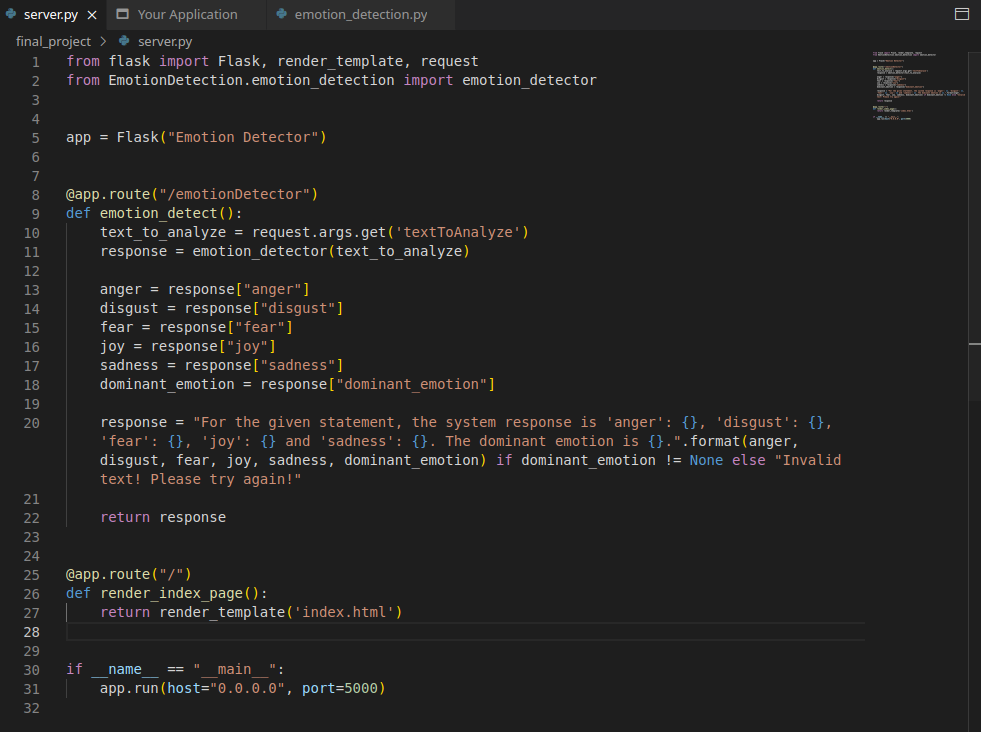 server.py
Your Application
emotion_detection.py
final_project > server.py
1 from flask import Flask, render_template, request
2 from EmotionDetection.emotion_detection import emotion_detector
3
4
5 app = Flask("Emotion Detector")
6
7
8 @app.route("/emotionDetector")
9 def emotion_detect():
10 text_to_analyze = request.args.get('textToAnalyze')
11 response = emotion_detector(text_to_analyze)
12
13 anger = response["anger"]
14 disgust = response["disgust"]
15 fear = response["fear"]
16 joy = response["joy"]
17 sadness = response["sadness"]
18 dominant_emotion = response["dominant_emotion"]
19
20 response = "For the given statement, the system response is 'anger': {}, 'disgust': {},
'fear': {}, 'joy': {} and 'sadness': {}. The dominant emotion is {}.".format(anger,
disgust, fear, joy, sadness, dominant_emotion) if dominant_emotion != None else "Invalid
text! Please try again!"
21
22 return response
23
24
25 @app.route("/")
26 def render_index_page():
27 return render_template('index.html')
28
29
30 if __name__ == "__main__":
31 app.run(host="0.0.0.0", port=5000)
32